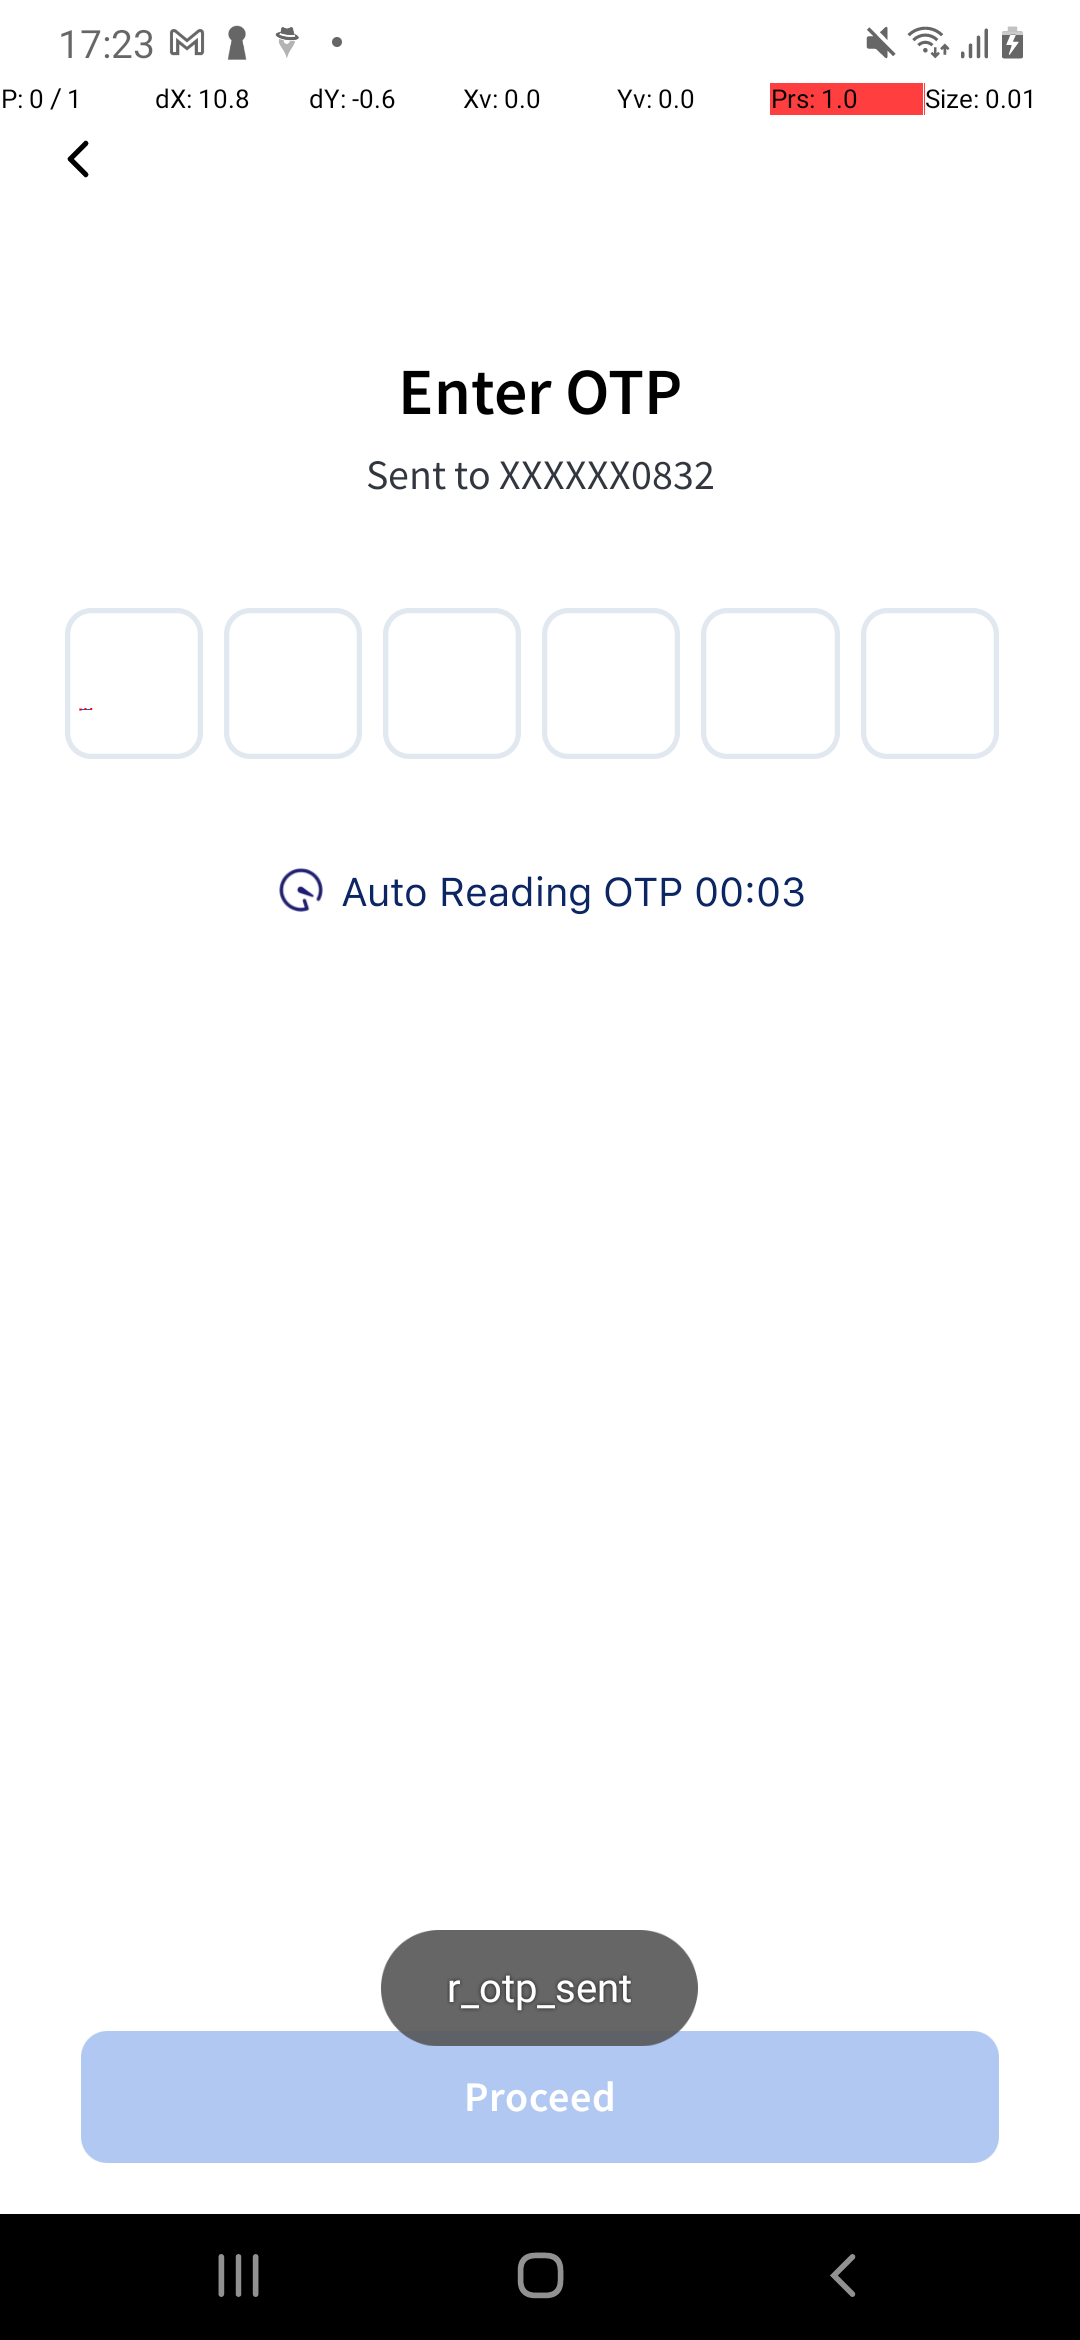 17:23
P: 0 / 1 dX: 10.8 dY: -0.6 Xv: 0.0 Yv: 0.0 Prs: 1.0 Size: 0.01
Enter OTP
Sent to XXXXXX0832
Auto Reading OTP 00:03
r_otp_sent
Proceed